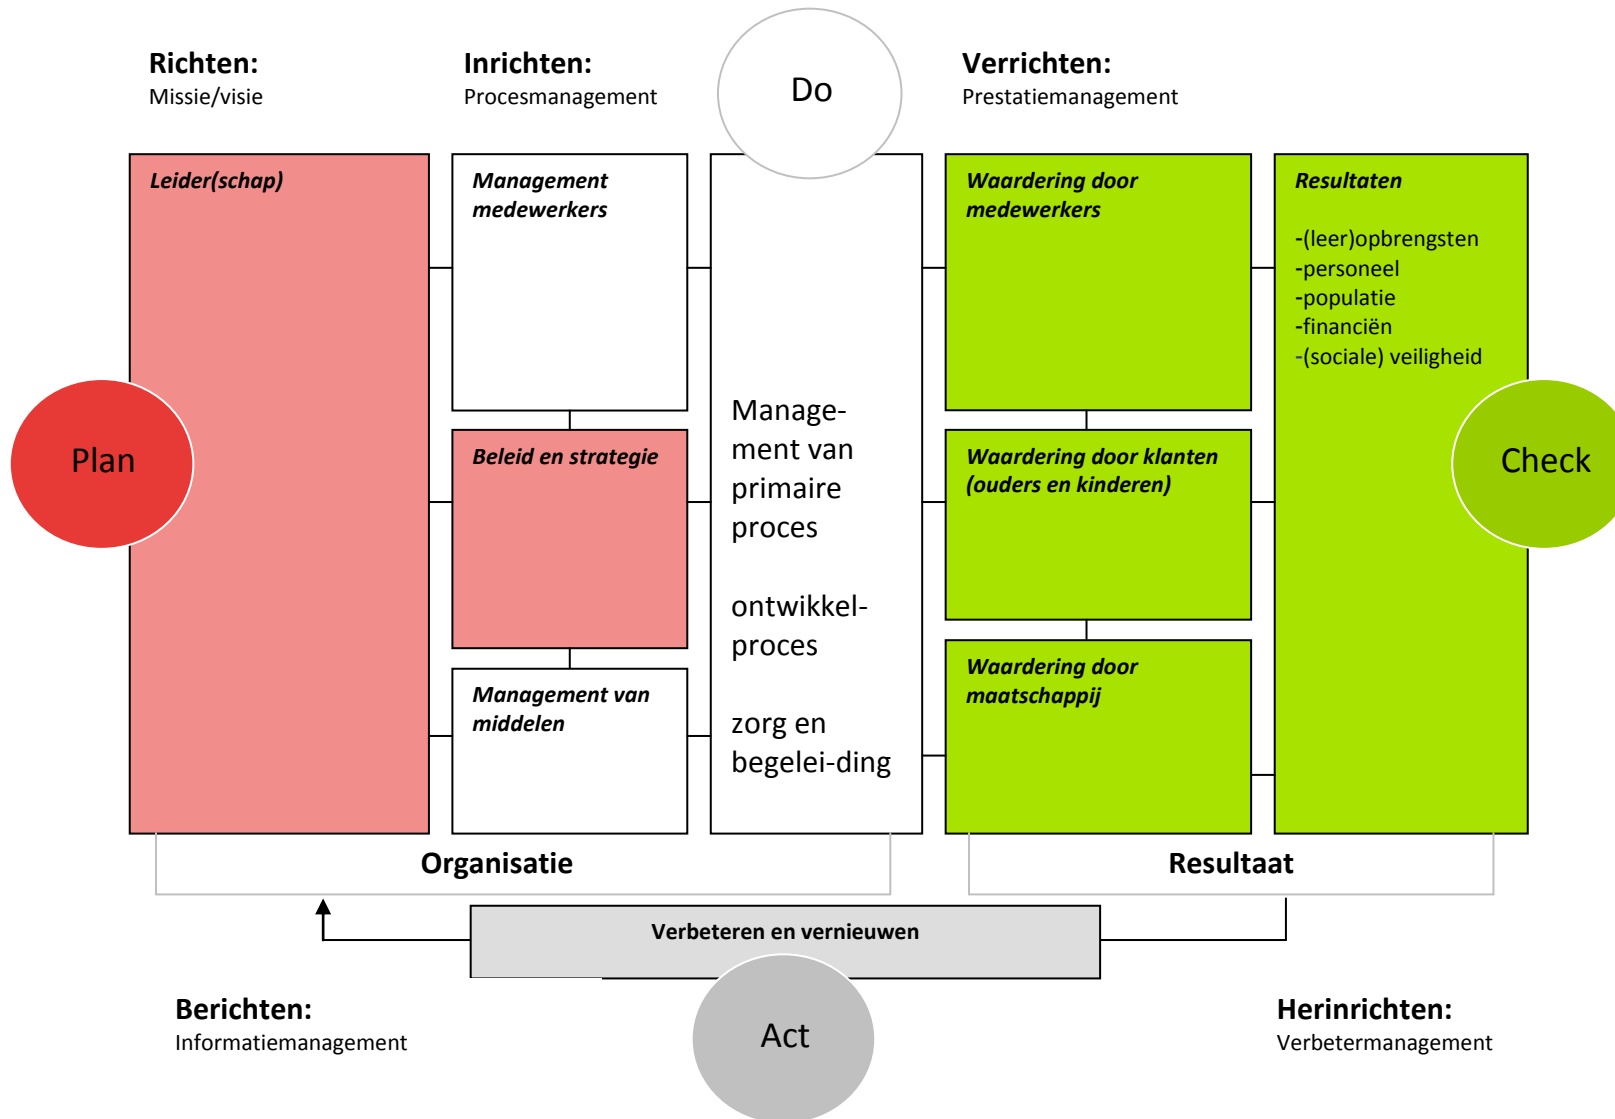 Richten:
Missie/visie
Inrichten:
Procesmanagement
Do
Verrichten:
Prestatiemanagement
Leider(schap)
Management
medewerkers
Waardering door
medewerkers
Resultaten
-(leer)opbrengsten
-personeel
-populatie
-financiën
-(sociale) veiligheid
Plan
Beleid en strategie
Manage-
ment van
primaire
proces
ontwikkel-
proces
zorg en
begelei-ding
Waardering door klanten
(ouders en kinderen)
Check
Management van
middelen
Waardering door
maatschappij
Organisatie
Resultaat
Verbeteren en vernieuwen
Berichten:
Informatiemanagement
Act
Herinrichten:
Verbetermanagement